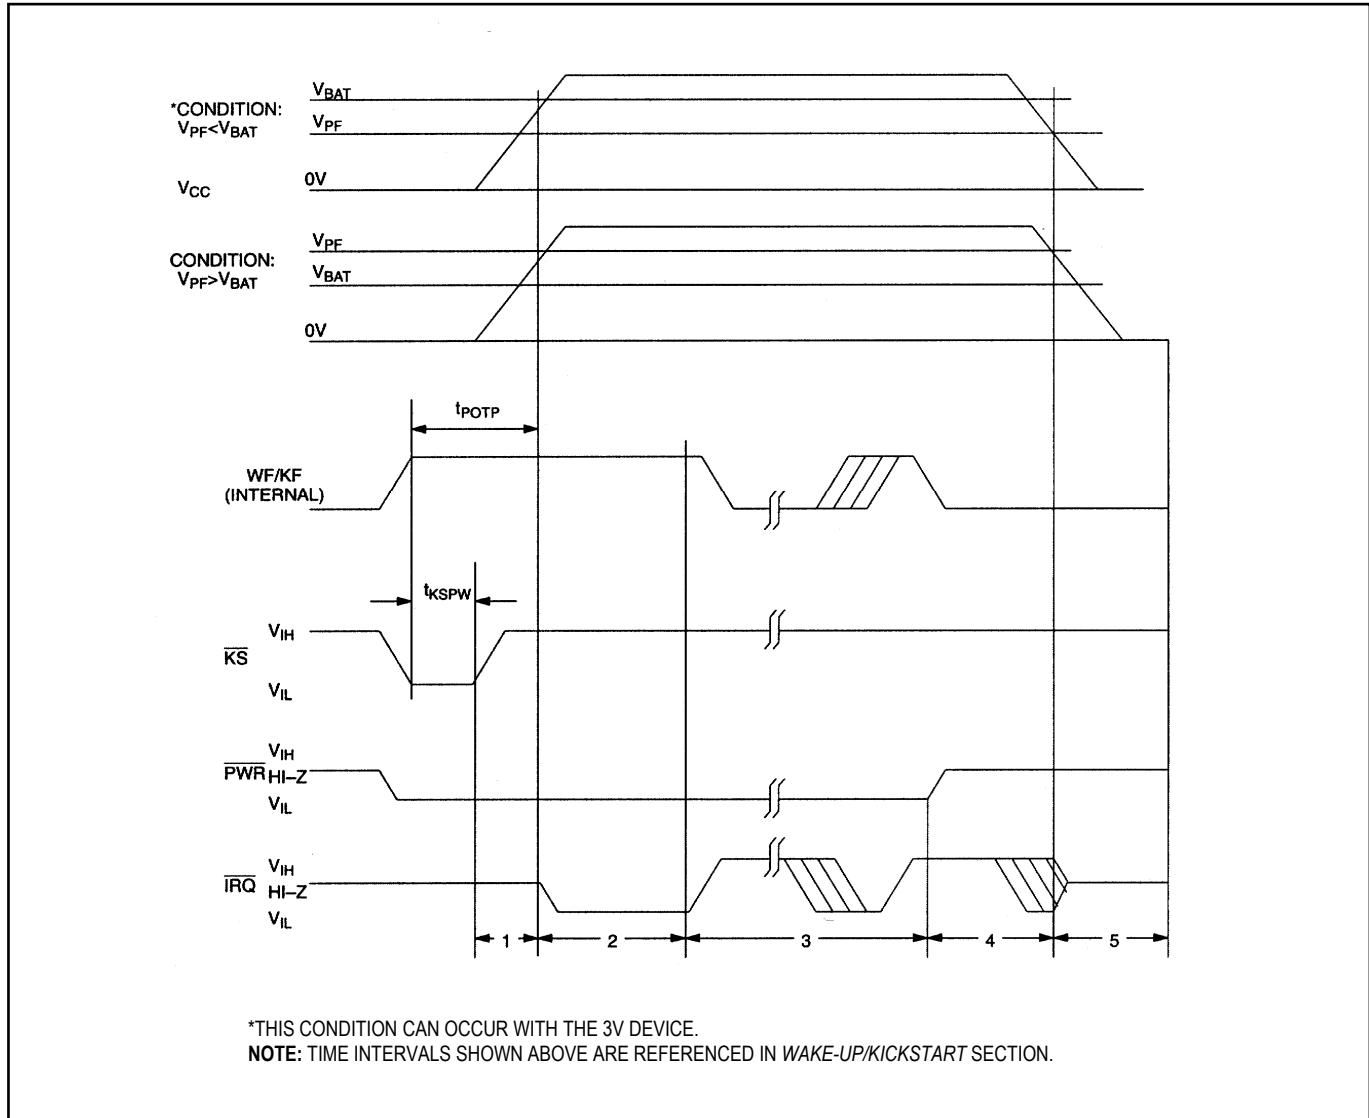 VBAT
*CONDITION:
VPF<VBAT
VPF
0V
VCC
VPF
CONDITION:
VPF>VBAT
VBAT
0V
tPOTP
WF/KF
(INTERNAL)
tKSPW
VIH
KS
VIL
VIH
PWR HI–Z
VIL
VIH
IRQ HI–Z
VIL
1 2 3 4 5
*THIS CONDITION CAN OCCUR WITH THE 3V DEVICE.
NOTE: TIME INTERVALS SHOWN ABOVE ARE REFERENCED IN WAKE-UP/KICKSTART SECTION.